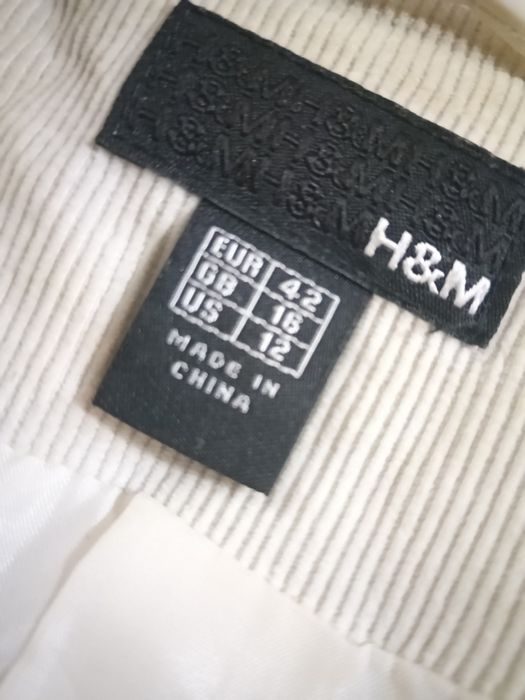 H&M H&M H&M
H&M H&M H&M
H&M H&M H&M
H&M
EUR 42
GB 16
US 12
MADE IN
CHINA